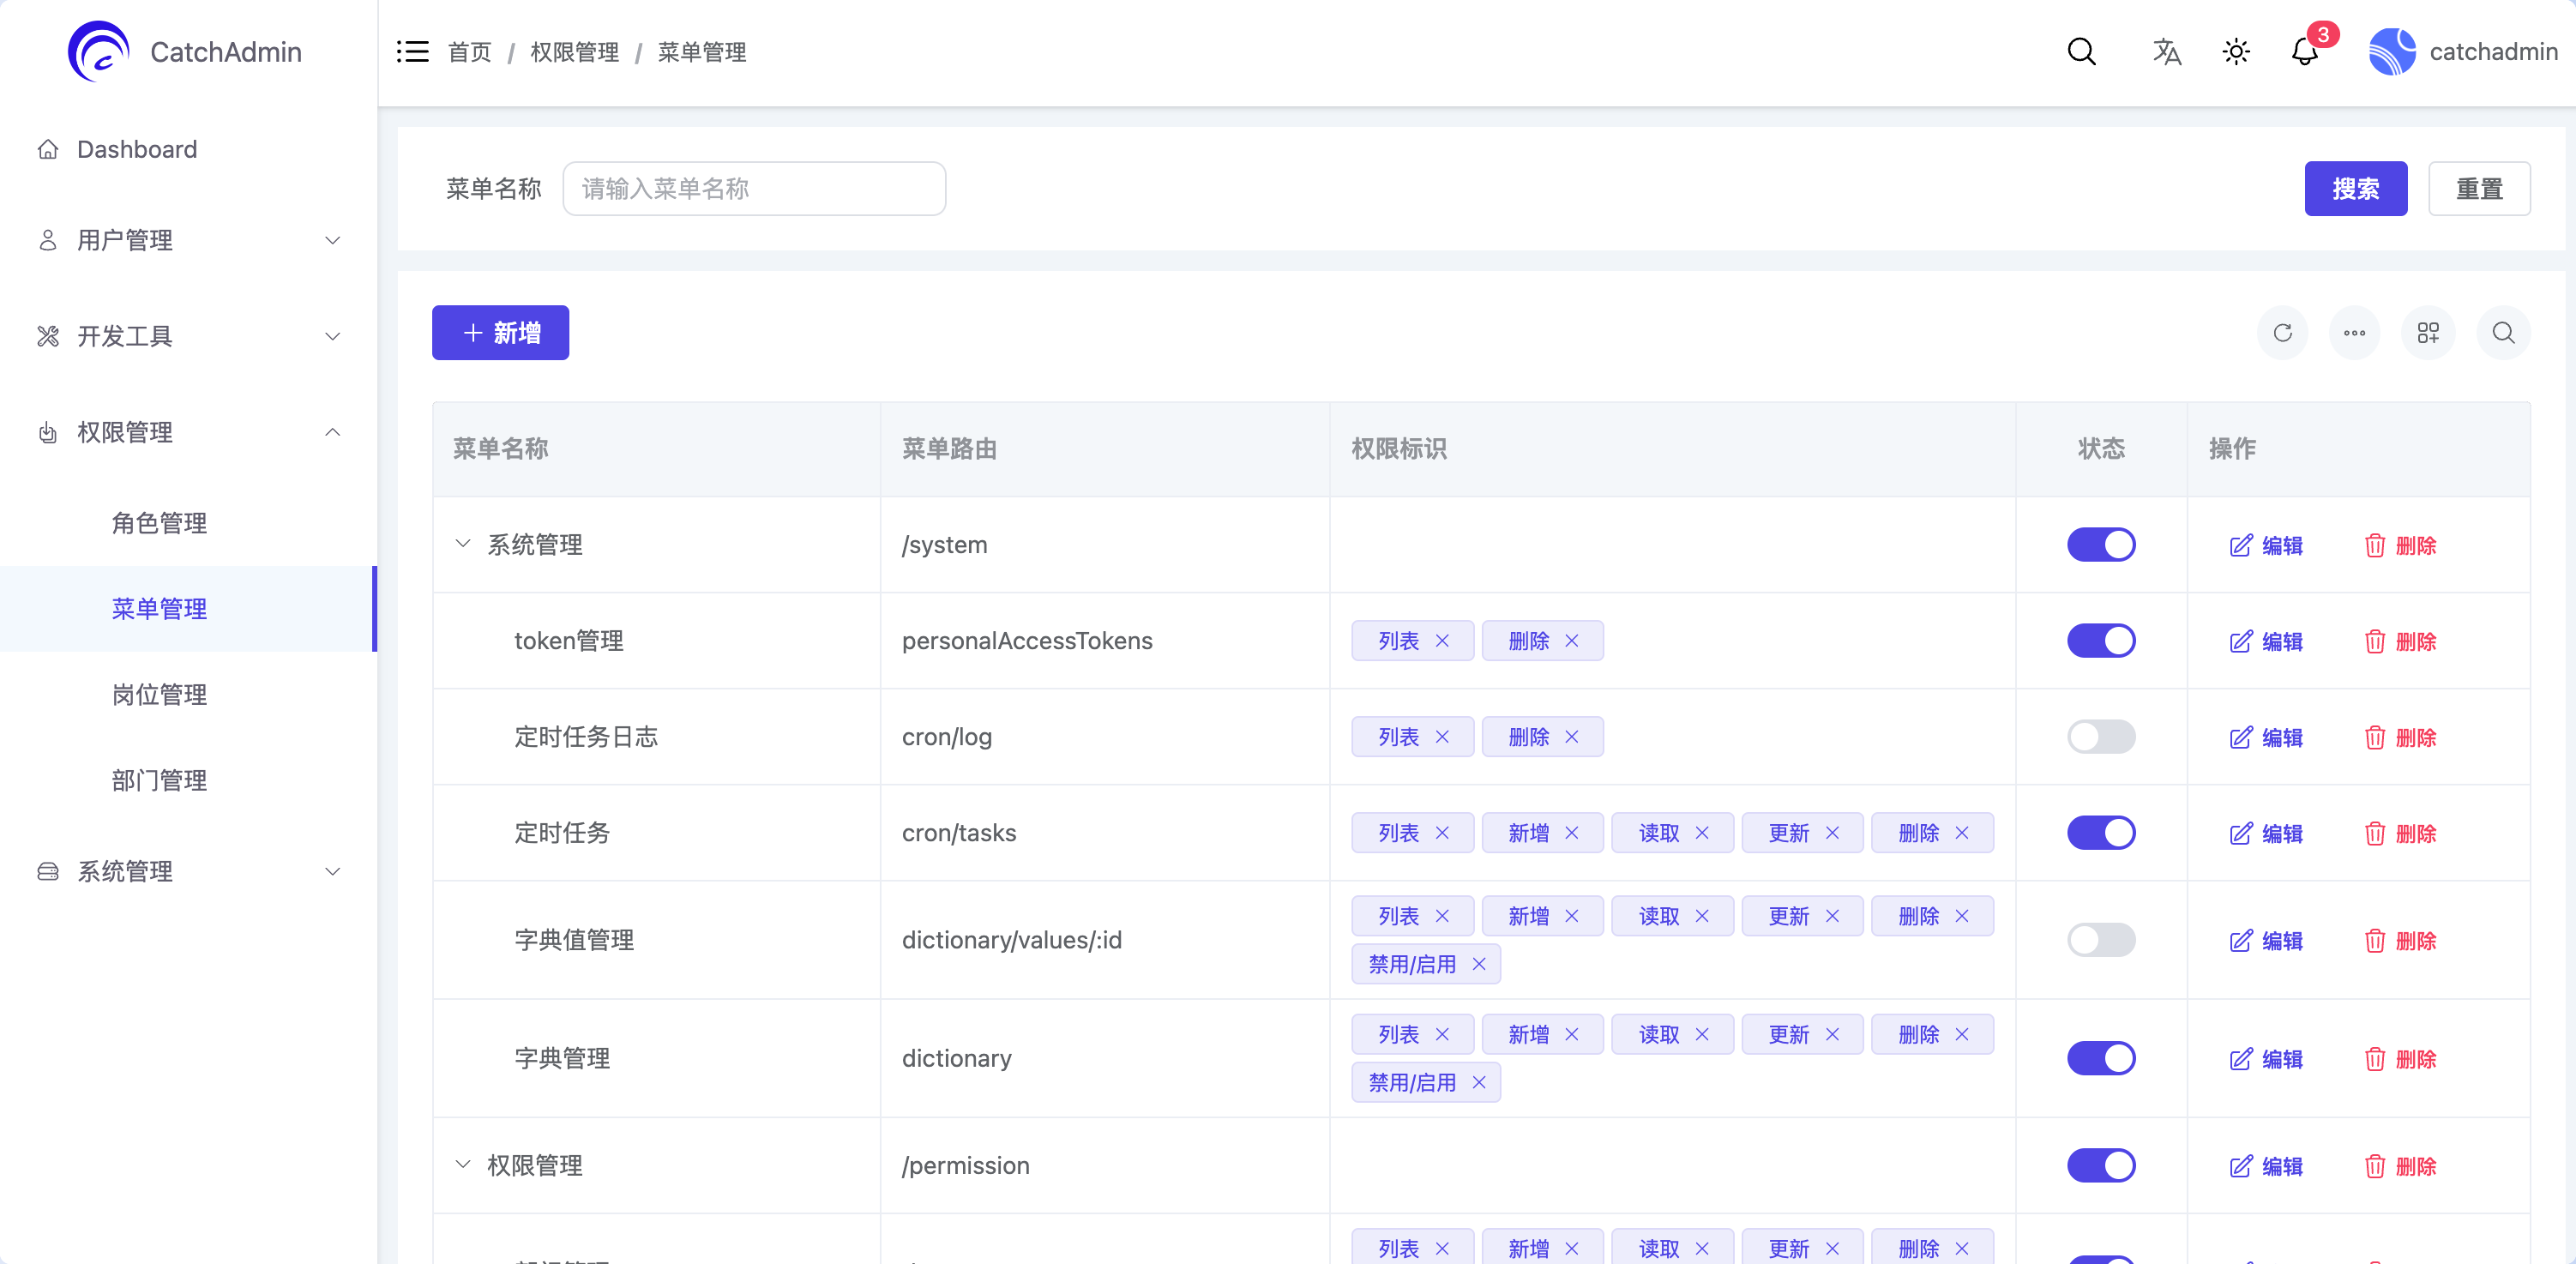 CatchAdmin
首页 / 权限管理 / 菜单管理
3
catchadmin
Dashboard
用户管理
开发工具
权限管理
角色管理
菜单管理
岗位管理
部门管理
系统管理
菜单名称 请输入菜单名称 搜索 重置
新增
菜单名称 菜单路由 权限标识 状态 操作
系统管理 /system 编辑 删除
token管理 personalAccessTokens 列表 删除 编辑 删除
定时任务日志 cron/log 列表 删除 编辑 删除
定时任务 cron/tasks 列表 新增 读取 更新 删除 编辑 删除
字典值管理 dictionary/values/:id 列表 新增 读取 更新 删除 编辑 删除
禁用/启用
字典管理 dictionary 列表 新增 读取 更新 删除 编辑 删除
禁用/启用
权限管理 /permission 编辑 删除
列表 新增 读取 更新 删除